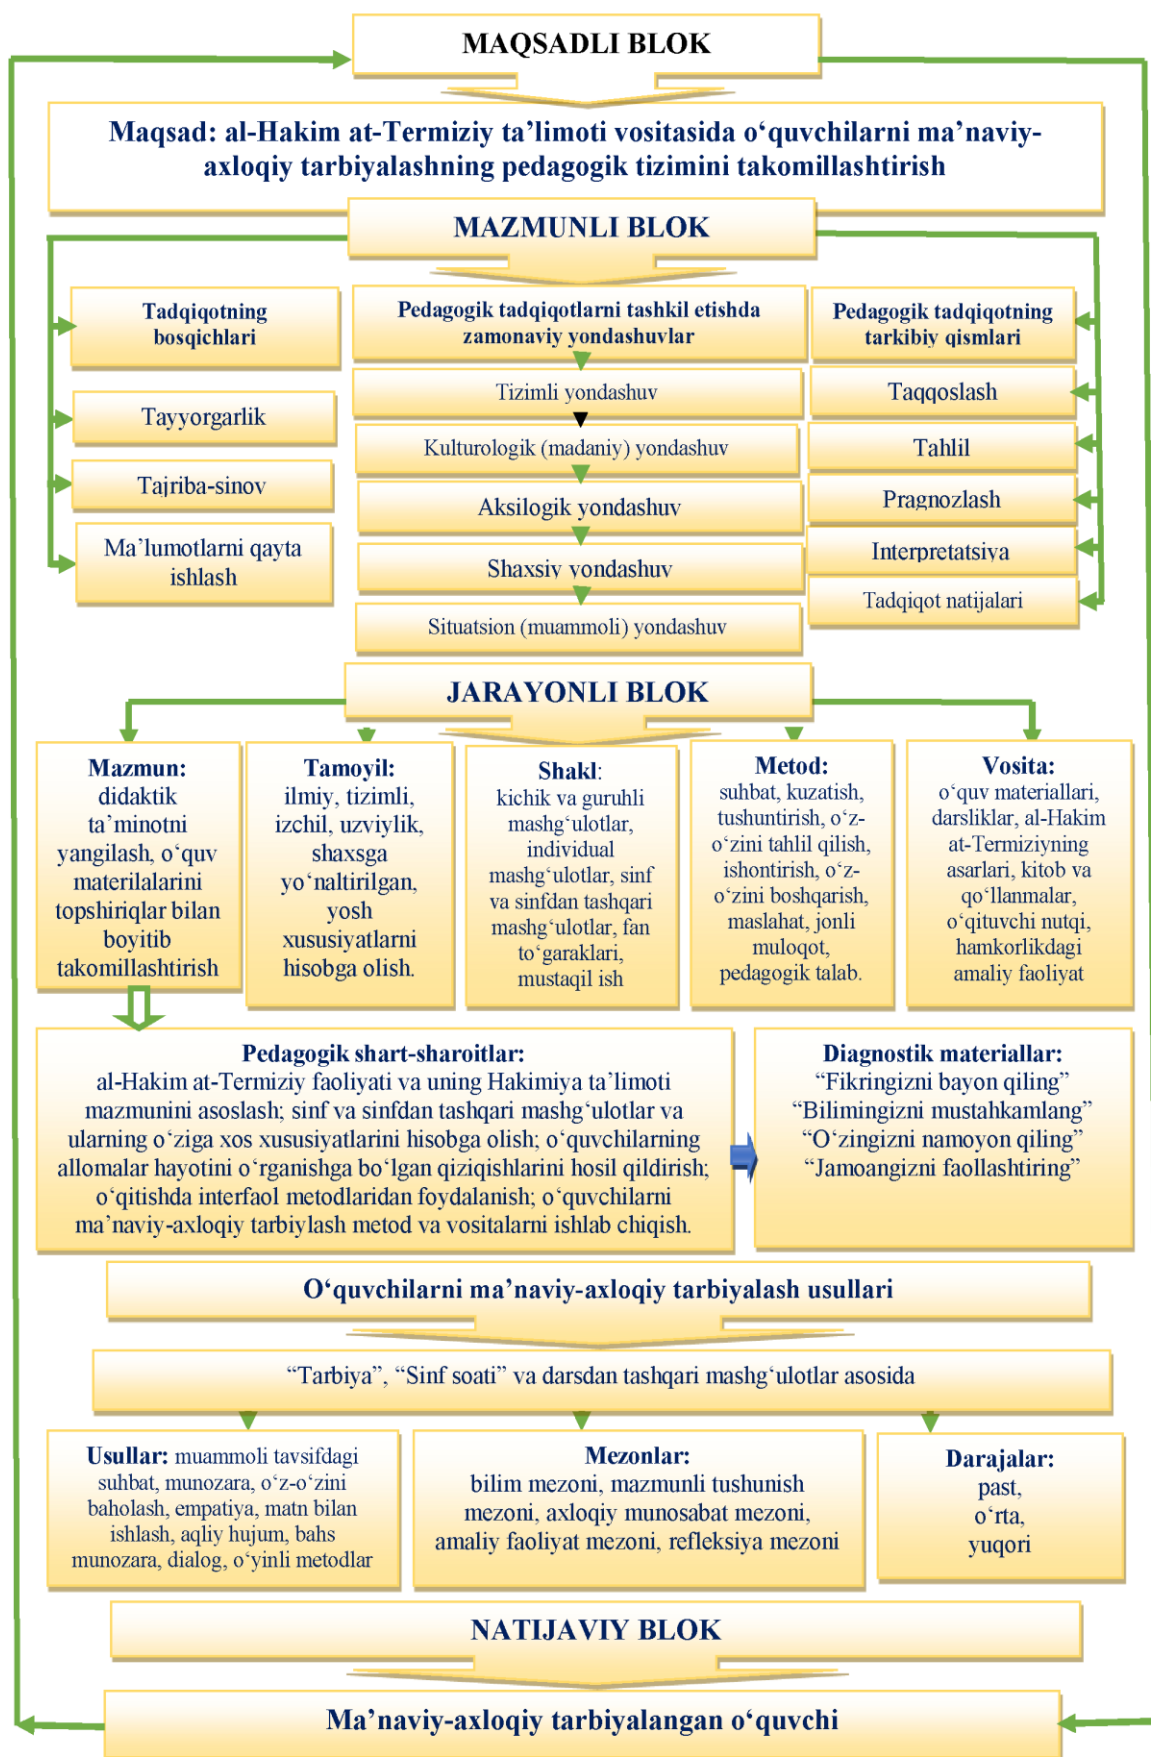 MAQSADLI BLOK
Maqsad: al-Hakim at-Termiziy ta’limoti vositasida o‘quvchilarni ma’naviy-
axloqiy tarbiyalashning pedagogik tizimini takomillashtirish
MAZMUNLI BLOK
Tadqiqotning
bosqichlari
Tayyorgarlik
Tajriba-sinov
Ma’lumotlarni qayta
ishlash
Pedagogik tadqiqotlarni tashkil etishda
zamonaviy yondashuvlar
Tizimli yondashuv
Kulturologik (madaniy) yondashuv
Aksilogik yondashuv
Shaxsiy yondashuv
Situatsion (muammoli) yondashuv
Pedagogik tadqiqotning
tarkibiy qismlari
Taqqoslash
Tahlil
Pragnozlash
Interpretatsiya
Tadqiqot natijalari
JARAYONLI BLOK
Mazmun:
didaktik
ta’minotni
yangilash, o‘quv
materilalarini
topshiriqlar bilan
boyitib
takomillashtirish
Tamoyil:
ilmiy, tizimli,
izchil, uzviylik,
shaxsga
yo‘naltirilgan,
yosh
xususiyatlarni
hisobga olish.
Shakl:
kichik va guruhli
mashg‘ulotlar,
individual
mashg‘ulotlar, sinf
va sinfdan tashqari
mashg‘ulotlar, fan
to‘garaklari,
mustaqil ish
Metod:
suhbat, kuzatish,
tushuntirish, o‘z-
o‘zini tahlil qilish,
ishontirish, o‘z-
o‘zini boshqarish,
maslahat, jonli
muloqot,
pedagogik talab.
Vosita:
o‘quv materiallari,
darsliklar, al-Hakim
at-Termiziyning
asarlari, kitob va
qo‘llanmalar,
o‘qituvchi nutqi,
hamkorlikdagi
amaliy faoliyat
Pedagogik shart-sharoitlar:
al-Hakim at-Termiziy faoliyati va uning Hakimiya ta’limoti
mazmunini asoslash; sinf va sinfdan tashqari mashg‘ulotlar va
ularning o‘ziga xos xususiyatlarini hisobga olish; o‘quvchilarning
allomalar hayotini o‘rganishga bo‘lgan qiziqishlarini hosil qildirish;
o‘qitishda interfaol metodlaridan foydalanish; o‘quvchilarni
ma’naviy-axloqiy tarbiylash metod va vositalarni ishlab chiqish.
Diagnostik materiallar:
“Fikringizni bayon qiling”
“Bilimingizni mustahkamlang”
“O‘zingizni namoyon qiling”
“Jamoangizni faollashtiring”
O‘quvchilarni ma’naviy-axloqiy tarbiyalash usullari
“Tarbiya”, “Sinf soati” va darsdan tashqari mashg‘ulotlar asosida
Usullar: muammoli tavsifdagi
suhbat, munozara, o‘z-o‘zini
baholash, empatiya, matn bilan
ishlash, aqliy hujum, bahs
munozara, dialog, o‘yinli metodlar
Mezonlar:
bilim mezoni, mazmunli tushunish
mezoni, axloqiy munosabat mezoni,
amaliy faoliyat mezoni, refleksiya mezoni
Darajalar:
past,
o‘rta,
yuqori
NATIJAVIY BLOK
Ma’naviy-axloqiy tarbiyalangan o‘quvchi